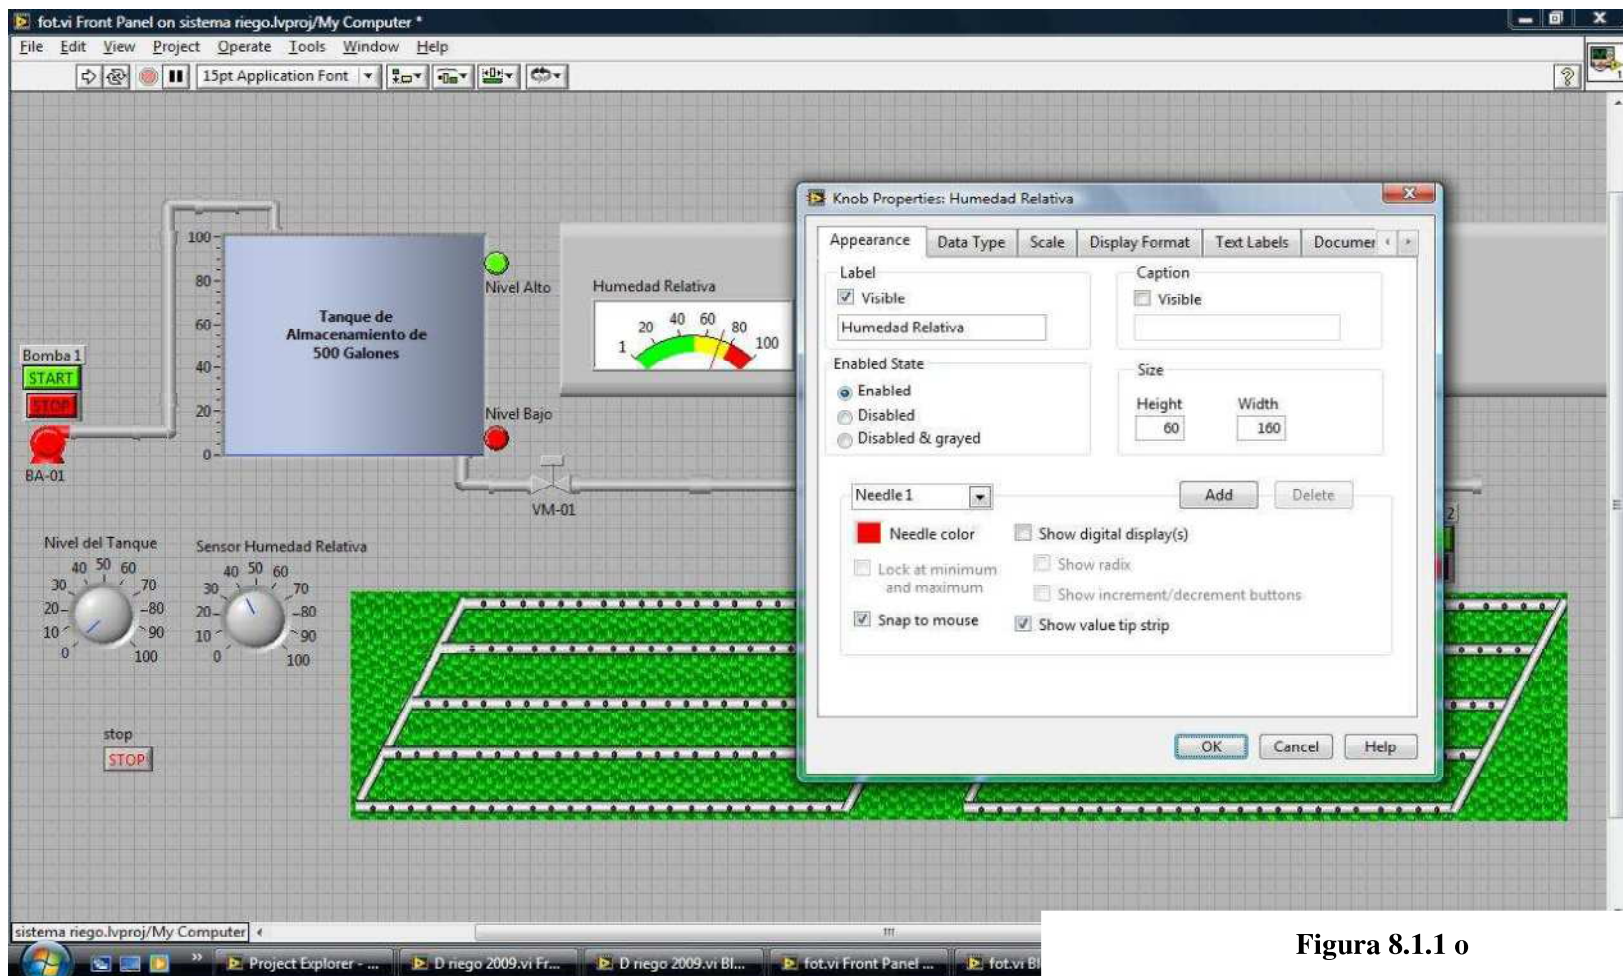 fot.vi Front Panel on sistema riego.lvproj/My Computer *
File Edit View Project Operate Tools Window Help
15pt Application Font
Knob Properties: Humedad Relativa
Appearance Data Type Scale Display Format Text Labels Documer
Label
Visible
Humedad Relativa
Caption
Visible
Enabled State
Enabled
Disabled
Disabled & grayed
Size
Height Width
60 160
Needle 1
Add Delete
Needle color
Lock at minimum
and maximum
Snap to mouse
Show digital display(s)
Show radix
Show increment/decrement buttons
Show value tip strip
OK Cancel Help
100
80
60
40
20
0
Tanque de
Almacenamiento de
500 Galones
Nivel Alto
Nivel Bajo
Humedad Relativa
1 20 40 60 80 100
Bomba 1
START
STOP
BA-01
VM-01
2
Nivel del Tanque
0 10 20 30 40 50 60 70 80 90 100
Sensor Humedad Relativa
0 10 20 30 40 50 60 70 80 90 100
stop
STOP
sistema riego.lvproj/My Computer
Project Explorer - ... D riego 2009.vi Fr... D riego 2009.vi Bl... fot.vi Front Panel ... fot.vi Bl
Figura 8.1.1 o